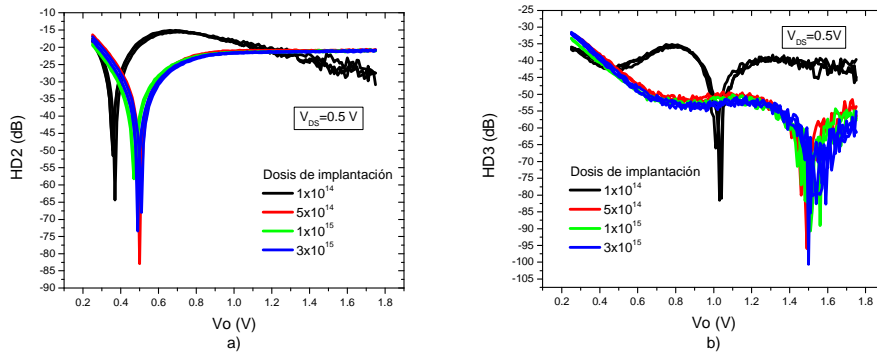 -10
-15
-20
-25
-30
-35
-40
-45
-50
-55
-60
-65
-70
-75
-80
-85
-90
HD2 (dB)
V_DS=0.5 V
Dosis de implantación
1x10^14
5x10^14
1x10^15
3x10^15
0.2 0.4 0.6 0.8 1.0 1.2 1.4 1.6 1.8
Vo (V)
a)
-25
-30
-35
-40
-45
-50
-55
-60
-65
-70
-75
-80
-85
-90
-95
-100
-105
HD3 (dB)
V_DS=0.5V
Dosis de implantación
1x10^14
5x10^14
1x10^15
3x10^15
0.2 0.4 0.6 0.8 1.0 1.2 1.4 1.6 1.8
Vo (V)
b)